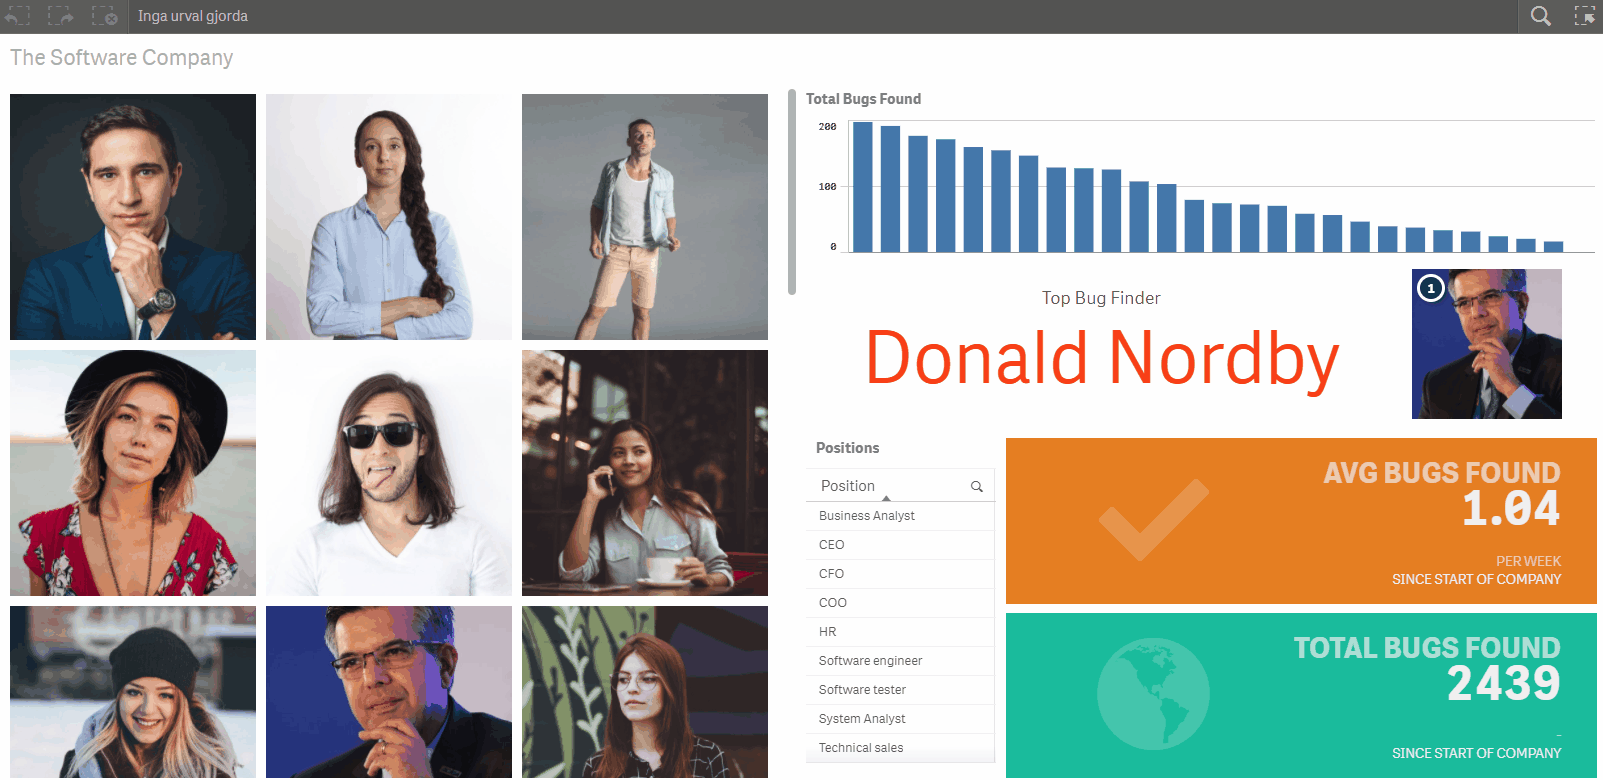 Inga urval gjorda
The Software Company
Total Bugs Found
200
100
0
1
Top Bug Finder
Donald Nordby
Positions
Position
Business Analyst
CEO
CFO
COO
HR
Software engineer
Software tester
System Analyst
Technical sales
AVG BUGS FOUND
1.04
PER WEEK
SINCE START OF COMPANY
TOTAL BUGS FOUND
2439
-
SINCE START OF COMPANY